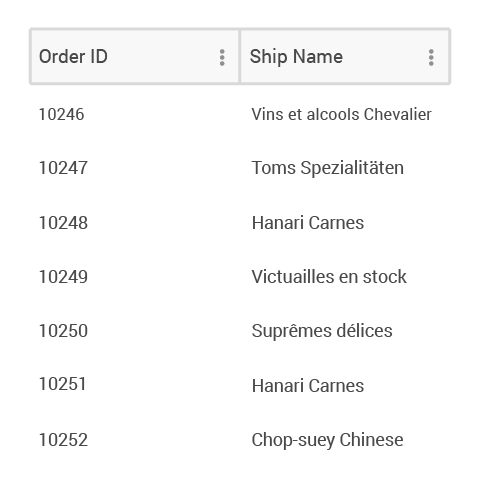 Order ID Ship Name
10246 Vins et alcools Chevalier
10247 Toms Spezialitäten
10248 Hanari Carnes
10249 Victuailles en stock
10250 Suprêmes délices
10251 Hanari Carnes
10252 Chop-suey Chinese